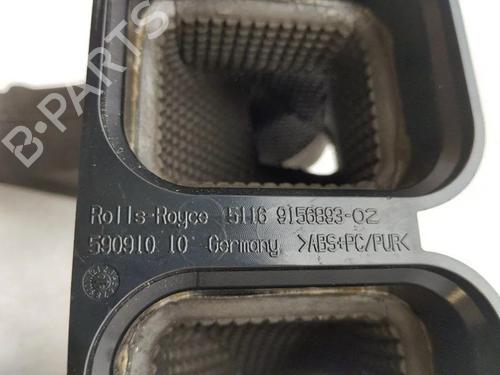 B-PARTS
Rolls-Royce 5116 9156893-02
590910 10 Germany >ABS+PC/PUR<